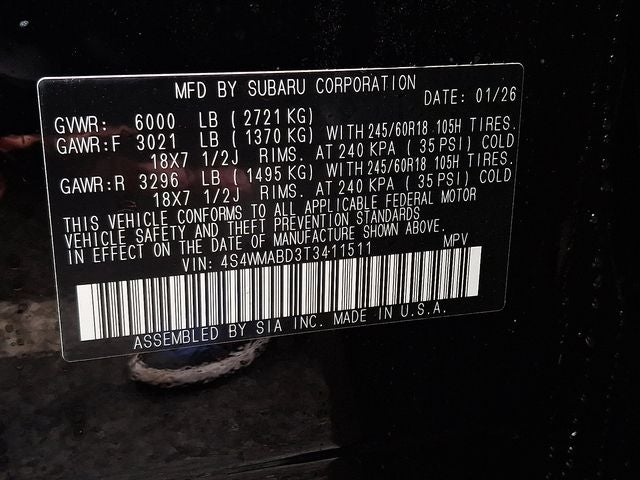 MFD BY SUBARU CORPORATION
DATE: 01/26
GVWR: 6000 LB (2721 KG)
GAWR:F 3021 LB (1370 KG) WITH 245/60R18 105H TIRES.
18X7 1/2J RIMS. AT 240 KPA (35 PSI) COLD
GAWR:R 3296 LB (1495 KG) WITH 245/60R18 105H TIRES.
18X7 1/2J RIMS. AT 240 KPA (35 PSI) COLD
THIS VEHICLE CONFORMS TO ALL APPLICABLE FEDERAL MOTOR
VEHICLE SAFETY AND THEFT PREVENTION STANDARDS
IN EFFECT ON THE DATE OF MANUFACTURE SHOWN ABOVE.
VIN: 4S4WMABD3T3411511 MPV
ASSEMBLED BY SIA INC. MADE IN U.S.A.